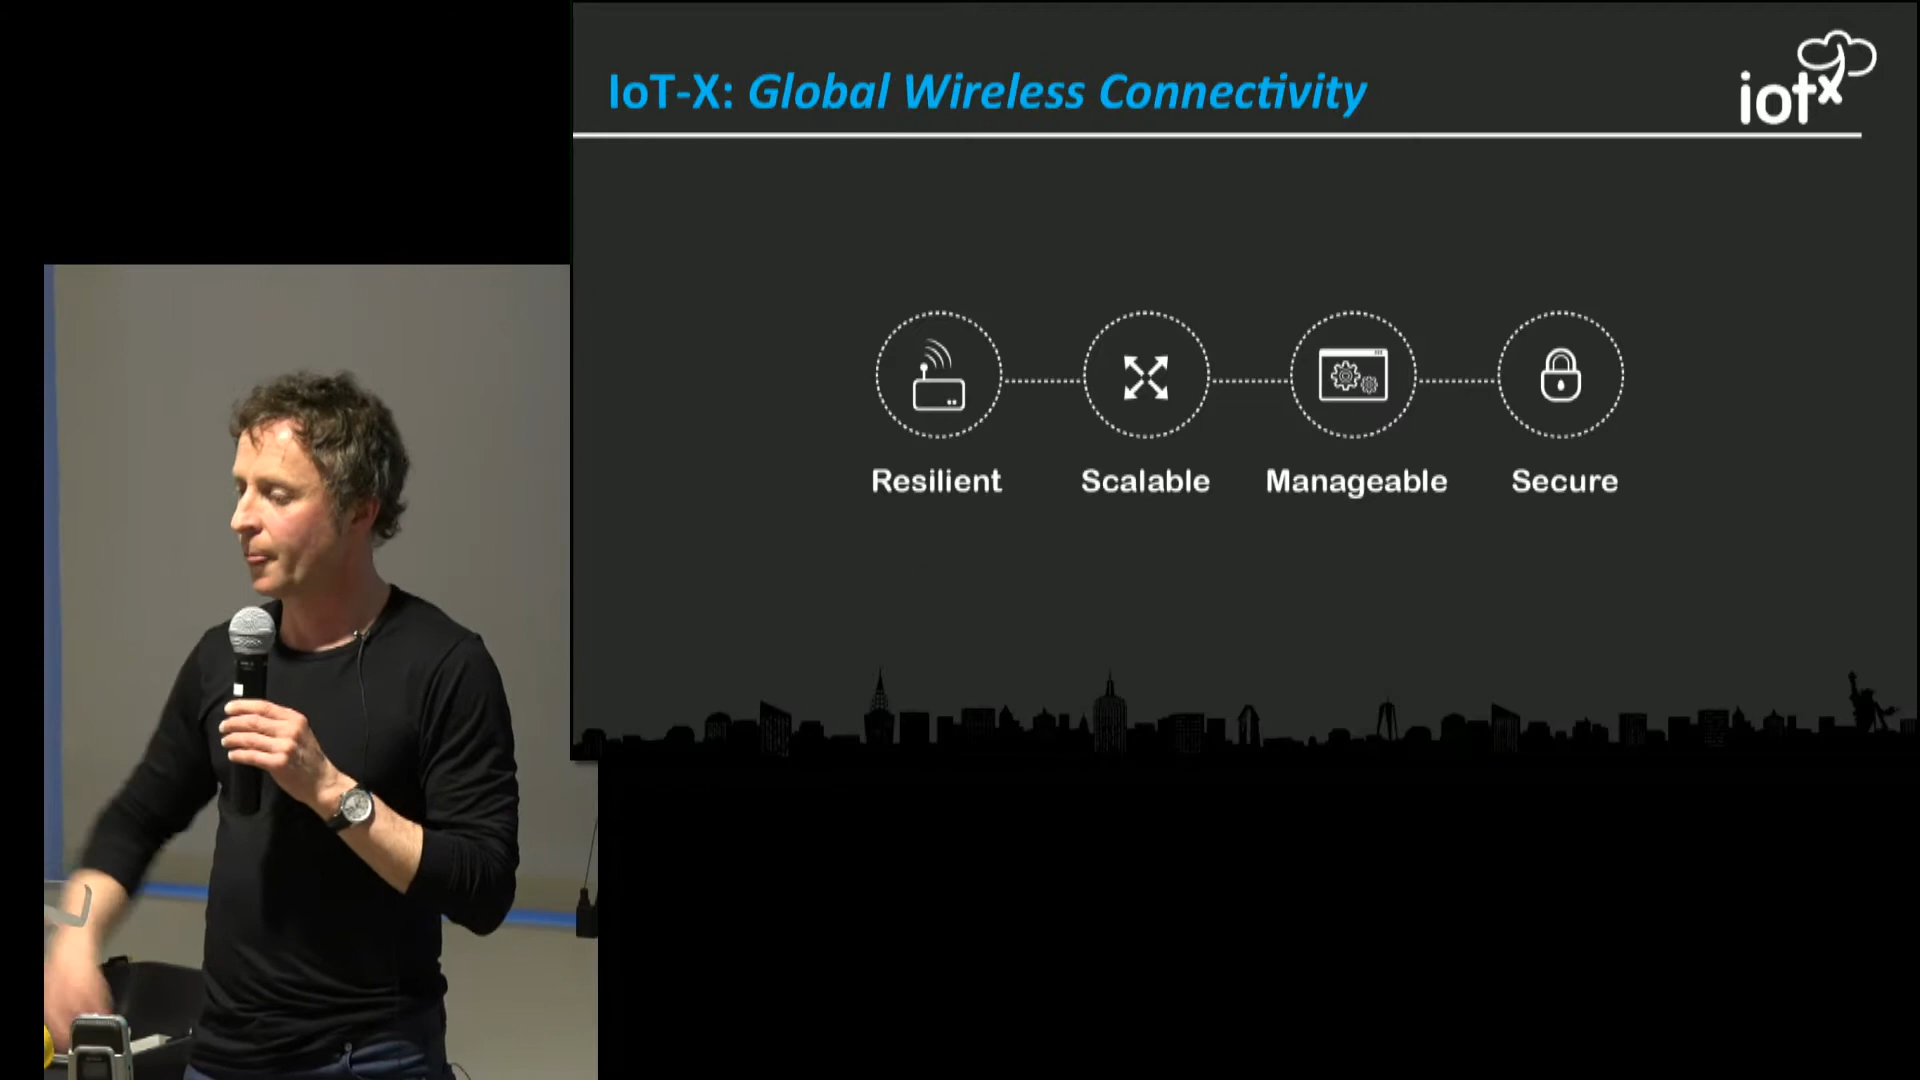 IoT-X: Global Wireless Connectivity
iotx
Resilient
Scalable
Manageable
Secure